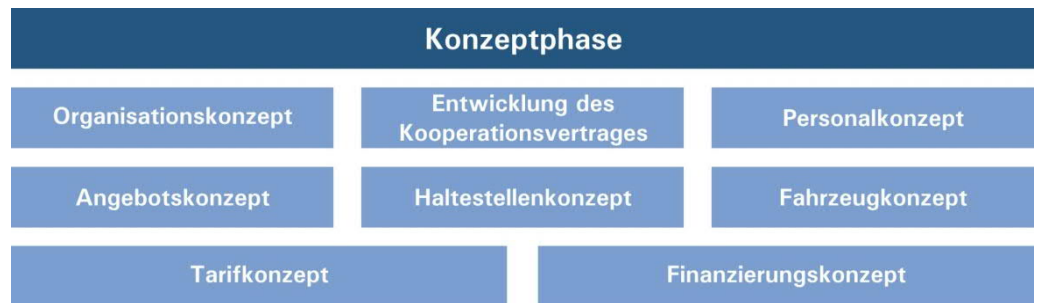 Konzeptphase
Organisationskonzept
Entwicklung des
Kooperationsvertrages
Personalkonzept
Angebotskonzept
Haltestellenkonzept
Fahrzeugkonzept
Tarifkonzept
Finanzierungskonzept